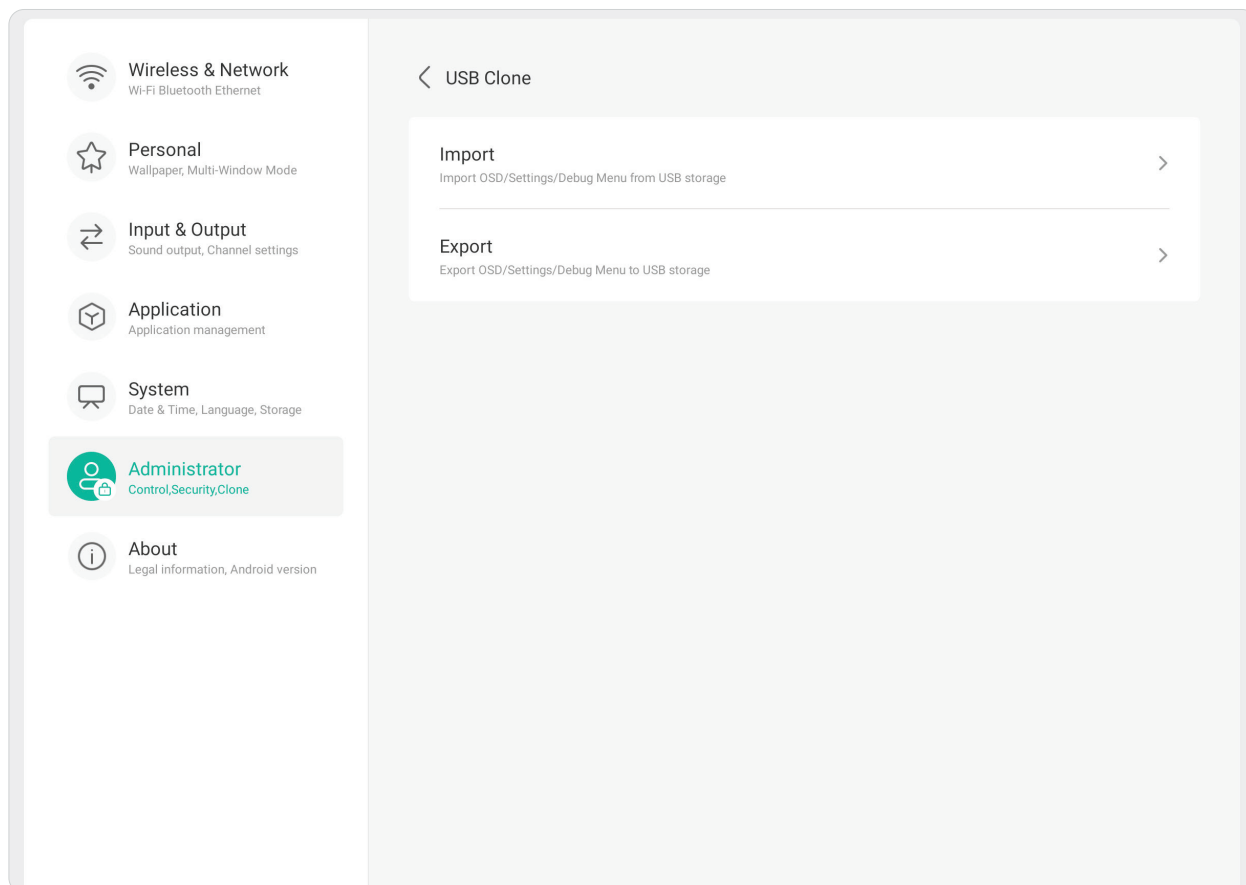 Wireless & Network
Wi-Fi Bluetooth Ethernet
Personal
Wallpaper, Multi-Window Mode
Input & Output
Sound output, Channel settings
Application
Application management
System
Date & Time, Language, Storage
Administrator
Control,Security,Clone
About
Legal information, Android version
USB Clone
Import
Import OSD/Settings/Debug Menu from USB storage
Export
Export OSD/Settings/Debug Menu to USB storage